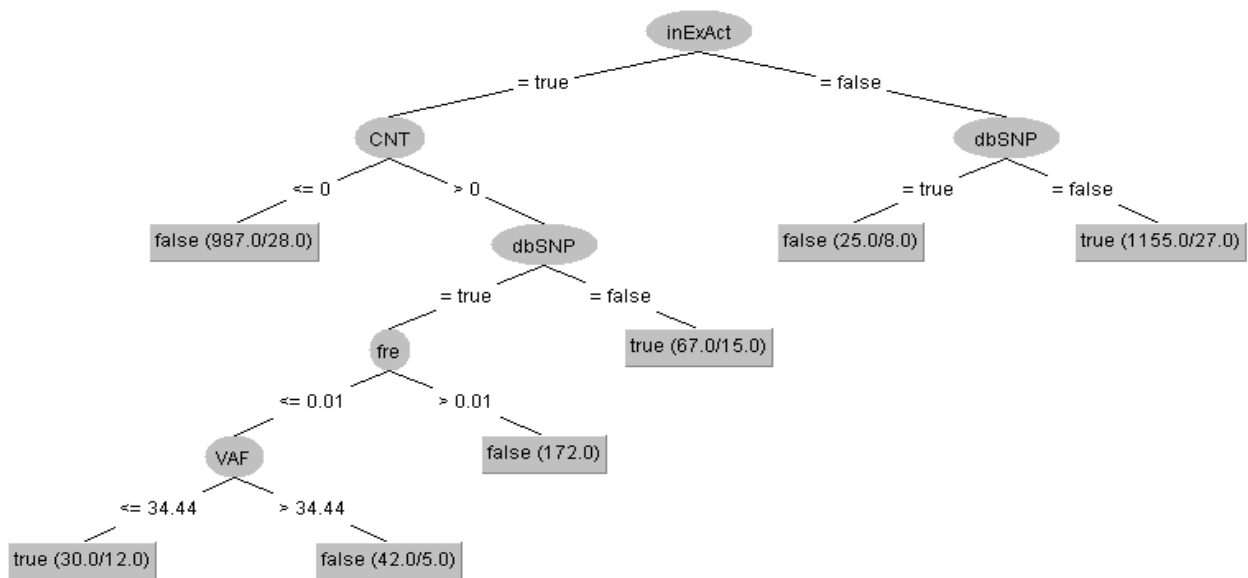 inExAct
= true
= false
CNT
dbSNP
<= 0
> 0
= true
= false
false (987.0/28.0)
dbSNP
false (25.0/8.0)
true (1155.0/27.0)
= true
= false
fre
true (67.0/15.0)
<= 0.01
> 0.01
VAF
false (172.0)
<= 34.44
> 34.44
true (30.0/12.0)
false (42.0/5.0)